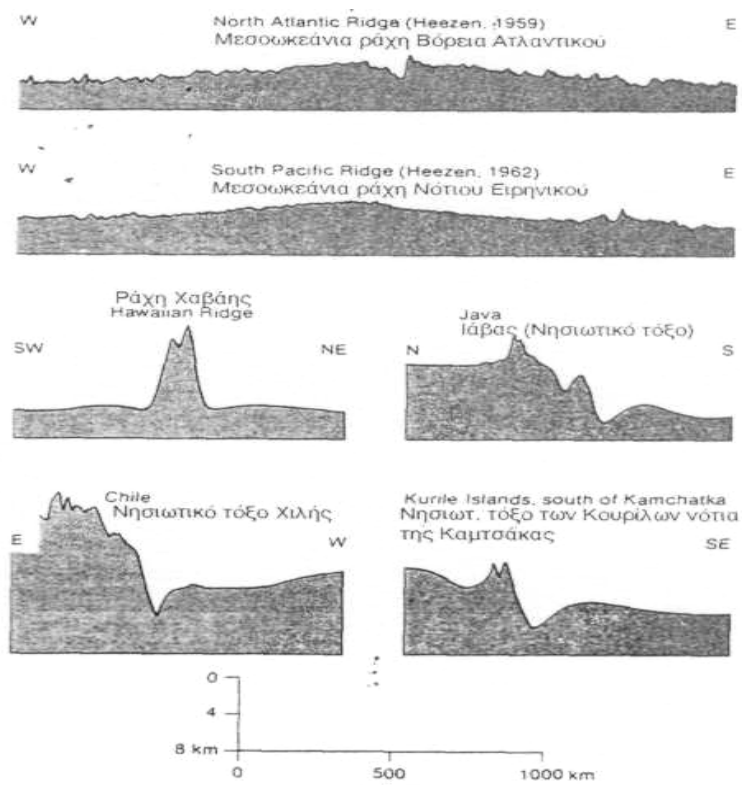 W North Atlantic Ridge (Heezen, 1959) E
Μεσοωκεάνια ράχη Βόρεια Ατλαντικού
W South Pacific Ridge (Heezen, 1962) E
Μεσοωκεάνια ράχη Νότιου Ειρηνικού
Ράχη Χαβάης
Hawaiian Ridge
SW NE
Java
Ιάβας (Νησιωτικό τόξο)
N S
Chile
Νησιωτικό τόξο Χιλής
E W
Kurile Islands, south of Kamchatka
Νησιωτ. τόξο των Κουρίλων νότια
της Καμτσάκας
SE
0
4
8 km
0 500 1000 km